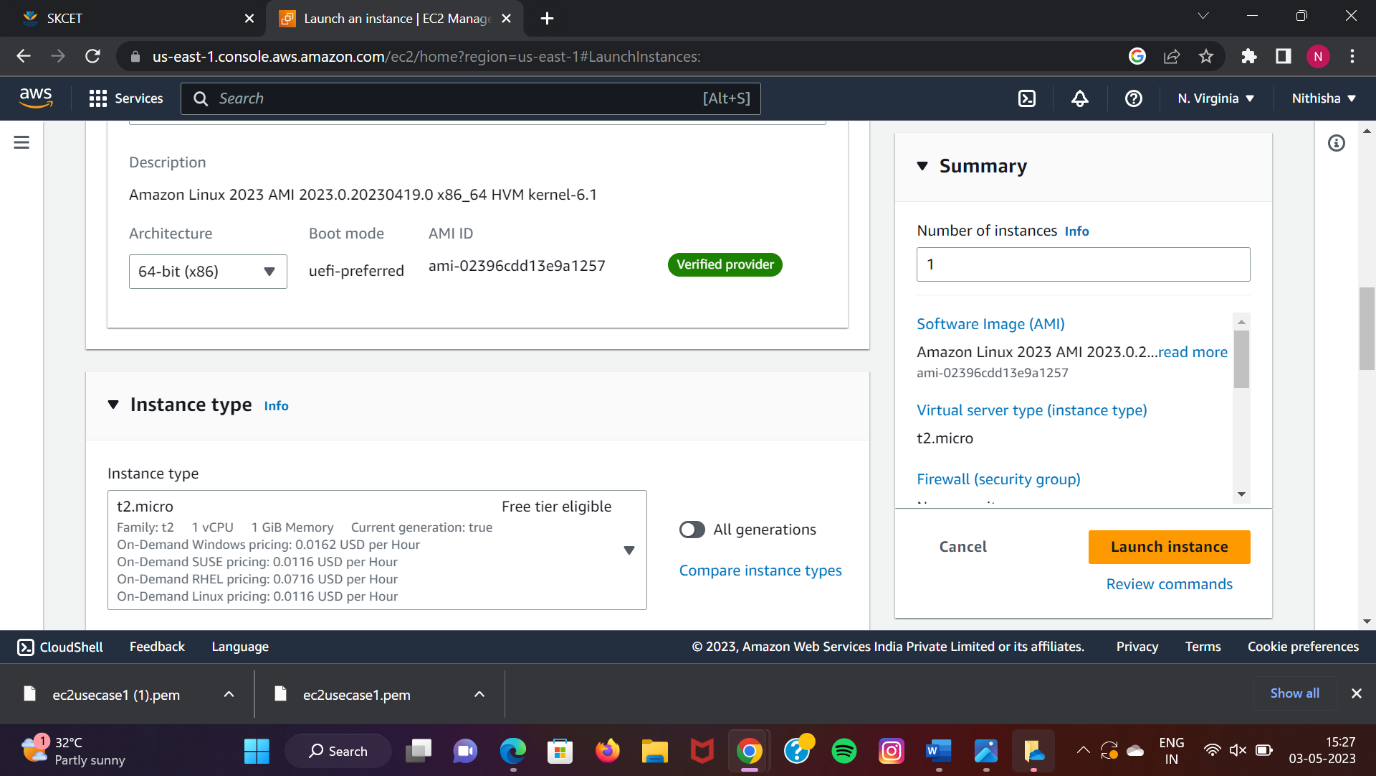 SKCET
Launch an instance | EC2 Manag
us-east-1.console.aws.amazon.com/ec2/home?region=us-east-1#LaunchInstances:
N
aws
Services
Search
[Alt+S]
N. Virginia
Nithisha
Description
Amazon Linux 2023 AMI 2023.0.20230419.0 x86_64 HVM kernel-6.1
Architecture
Boot mode
AMI ID
64-bit (x86)
uefi-preferred
ami-02396cdd13e9a1257
Verified provider
Instance type Info
Instance type
t2.micro
Free tier eligible
Family: t2 1 vCPU 1 GiB Memory Current generation: true
On-Demand Windows pricing: 0.0162 USD per Hour
On-Demand SUSE pricing: 0.0116 USD per Hour
On-Demand RHEL pricing: 0.0716 USD per Hour
On-Demand Linux pricing: 0.0116 USD per Hour
All generations
Compare instance types
Summary
Number of instances Info
1
Software Image (AMI)
Amazon Linux 2023 AMI 2023.0.2...read more
ami-02396cdd13e9a1257
Virtual server type (instance type)
t2.micro
Firewall (security group)
Cancel
Launch instance
Review commands
CloudShell
Feedback
Language
© 2023, Amazon Web Services India Private Limited or its affiliates.
Privacy
Terms
Cookie preferences
ec2usecase1 (1).pem
ec2usecase1.pem
Show all
1
32°C
Partly sunny
Search
ENG
IN
15:27
03-05-2023